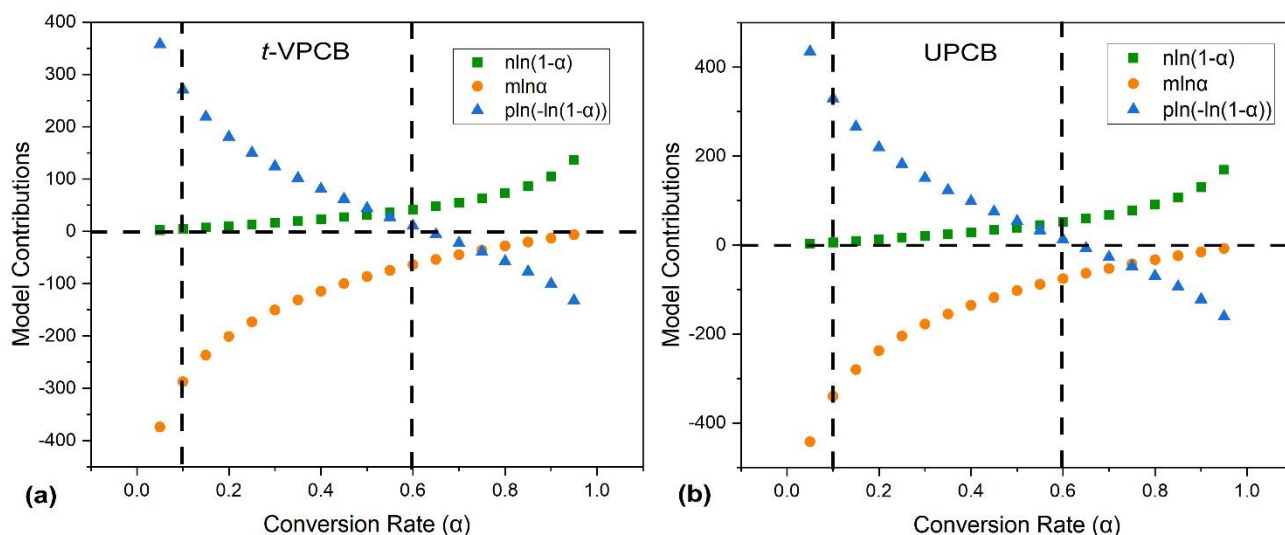 t-VPCB
nln(1-α)
mlnα
pln(-ln(1-α))
Model Contributions
400
300
200
100
0
-100
-200
-300
-400
0.0 0.2 0.4 0.6 0.8 1.0
Conversion Rate (α)
(a)
UPCB
nln(1-α)
mlnα
pln(-ln(1-α))
Model Contributions
400
200
0
-200
-400
0.0 0.2 0.4 0.6 0.8 1.0
Conversion Rate (α)
(b)